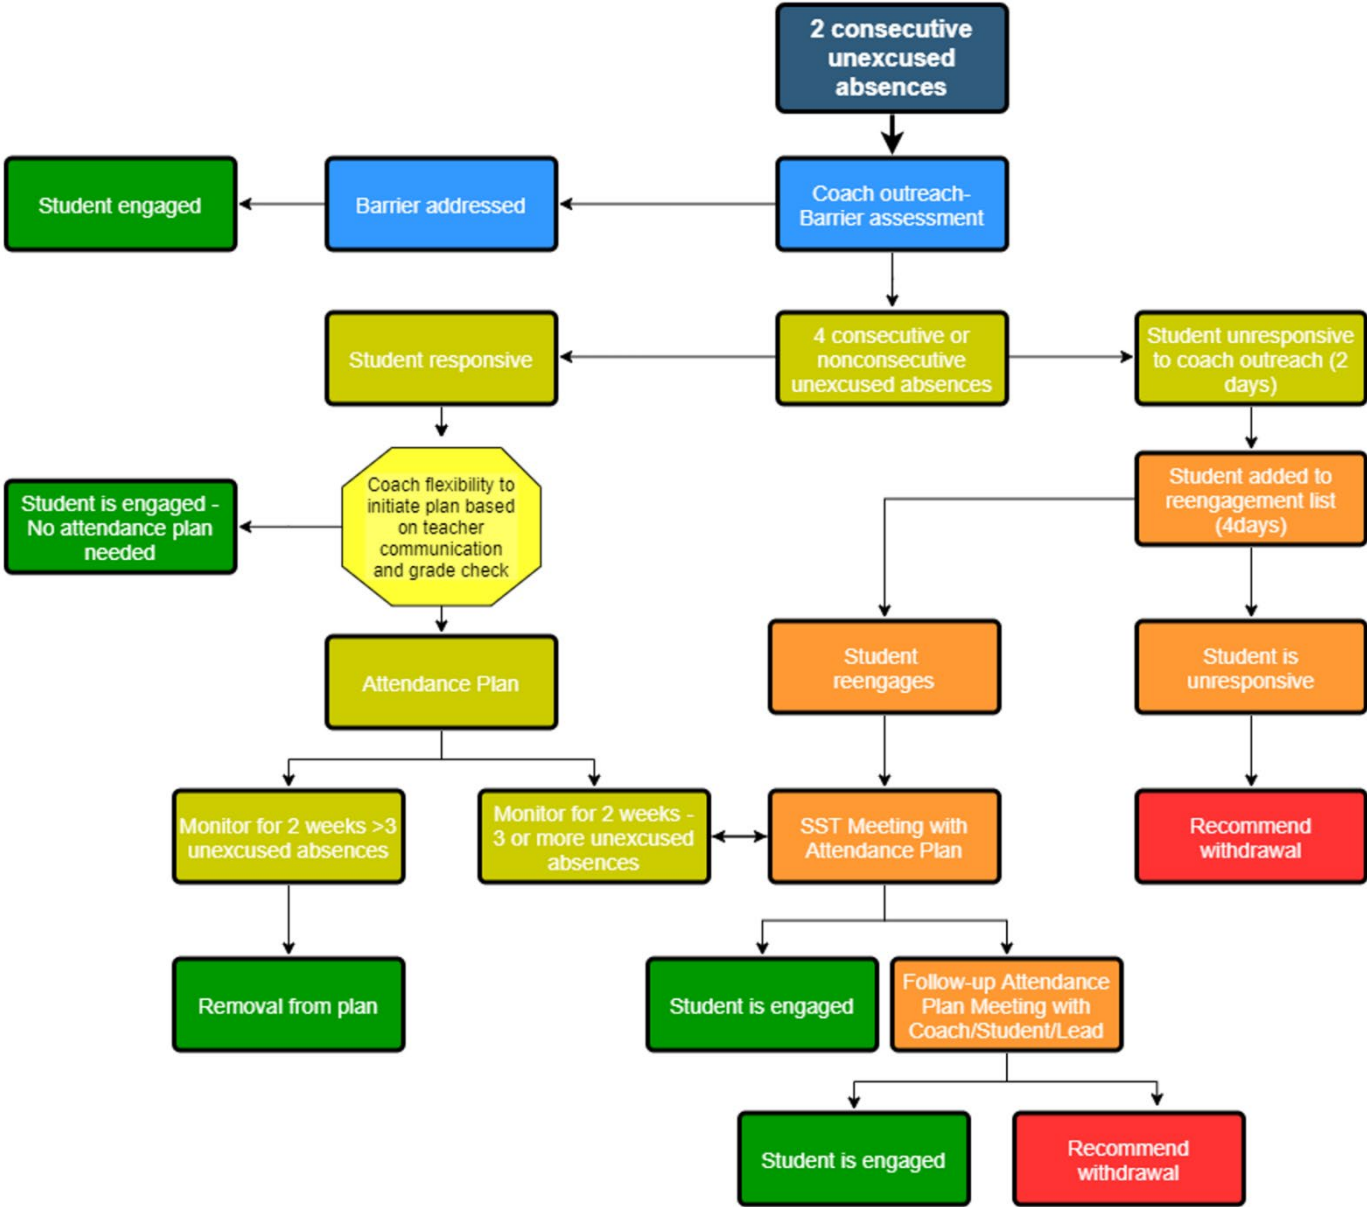 2 consecutive
unexcused
absences
Student engaged
Barrier addressed
Coach outreach-
Barrier assessment
Student responsive
4 consecutive or
nonconsecutive
unexcused absences
Student unresponsive
to coach outreach (2
days)
Student is engaged -
No attendance plan
needed
Coach flexibility to
initiate plan based
on teacher
communication
and grade check
Student added to
reengagement list
(4days)
Attendance Plan
Student
reengages
Student is
unresponsive
Monitor for 2 weeks >3
unexcused absences
Monitor for 2 weeks -
3 or more unexcused
absences
SST Meeting with
Attendance Plan
Recommend
withdrawal
Removal from plan
Student is engaged
Follow-up Attendance
Plan Meeting with
Coach/Student/Lead
Student is engaged
Recommend
withdrawal